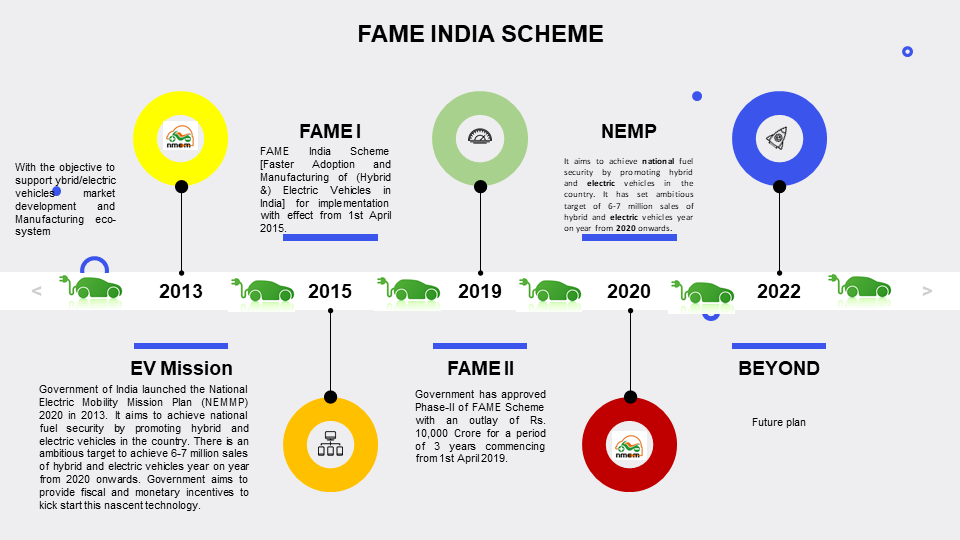 FAME INDIA SCHEME
With the objective to
support ybrid/electric
vehicles market
development and
Manufacturing eco-
system
nmem
FAME I
FAME India Scheme
[Faster Adoption and
Manufacturing of (Hybrid
&) Electric Vehicles in
India] for implementation
with effect from 1st April
2015.
NEMP
It aims to achieve national fuel
security by promoting hybrid
and electric vehicles in the
country. It has set ambitious
target of 6-7 million sales of
hybrid and electric vehicles year
on year from 2020 onwards.
<
2013
2015
2019
2020
2022
>
EV Mission
Government of India launched the National
Electric Mobility Mission Plan (NEMMP)
2020 in 2013. It aims to achieve national
fuel security by promoting hybrid and
electric vehicles in the country. There is an
ambitious target to achieve 6-7 million sales
of hybrid and electric vehicles year on year
from 2020 onwards. Government aims to
provide fiscal and monetary incentives to
kick start this nascent technology.
FAME II
Government has approved
Phase-II of FAME Scheme
with an outlay of Rs.
10,000 Crore for a period
of 3 years commencing
from 1st April 2019.
nmem
BEYOND
Future plan